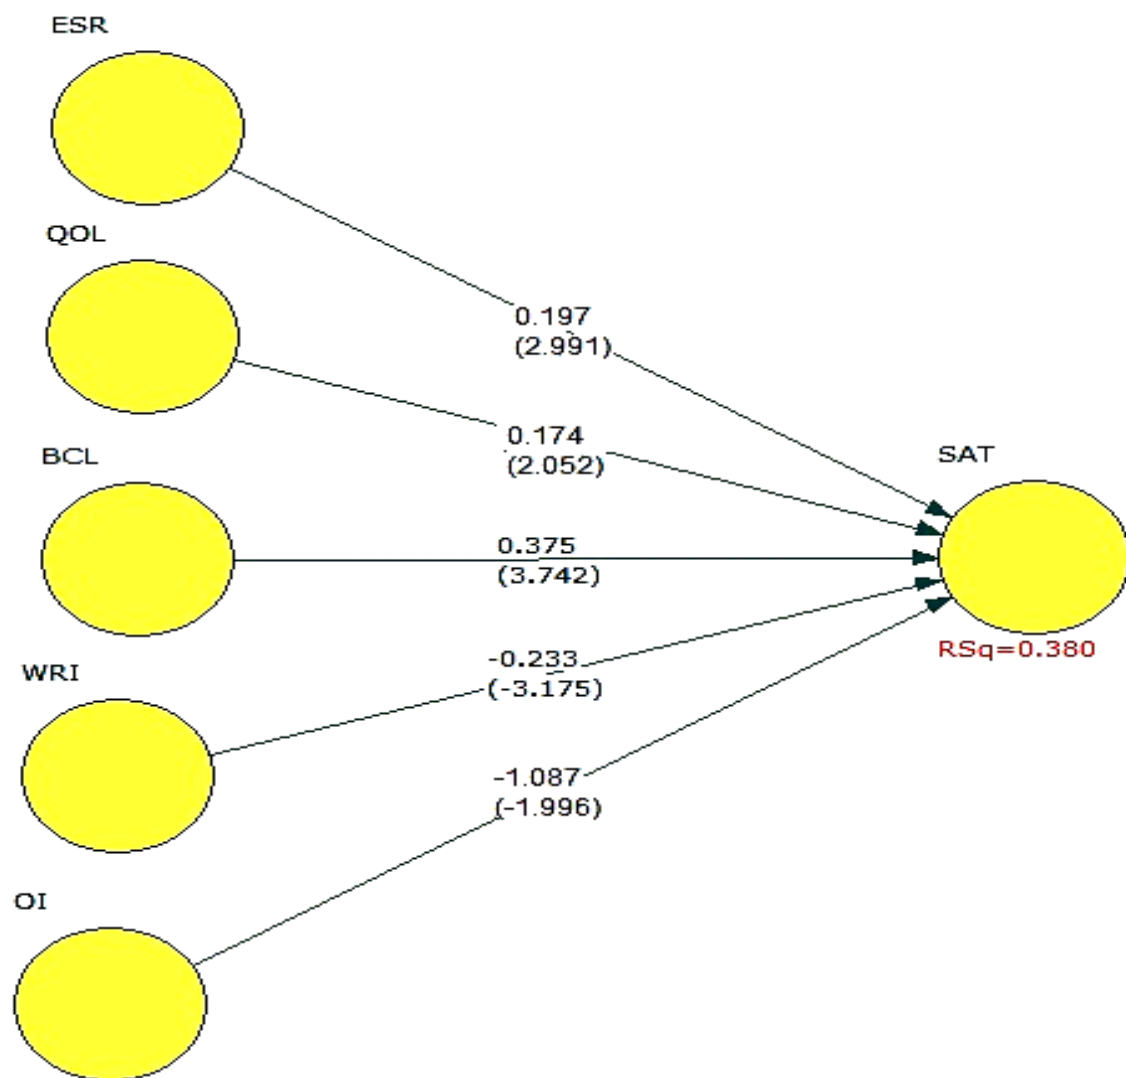 ESR
QOL
0.197
(2.991)
0.174
(2.052)
BCL
SAT
0.375
(3.742)
RSq=0.380
WRI
-0.233
(-3.175)
-1.087
(-1.996)
OI